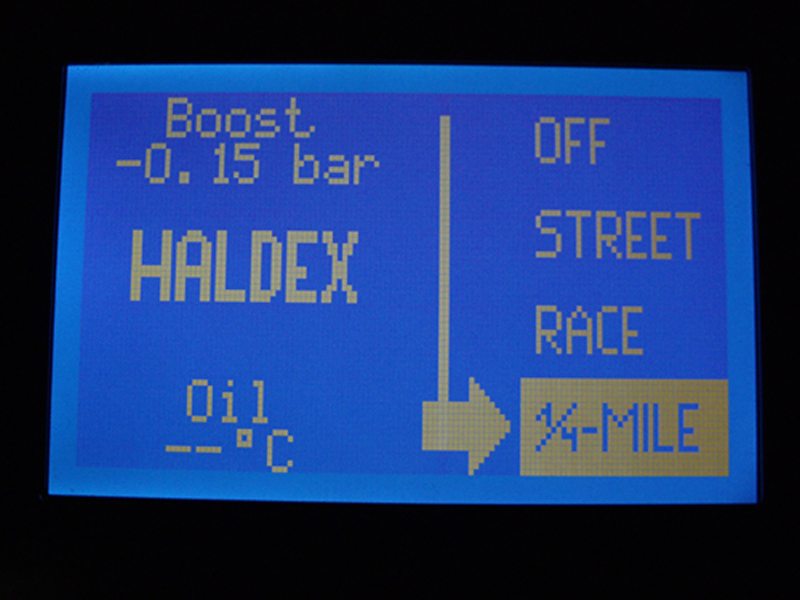 Boost
-0.15 bar
HALDEX
Oil
--°C
OFF
STREET
RACE
¼-MILE